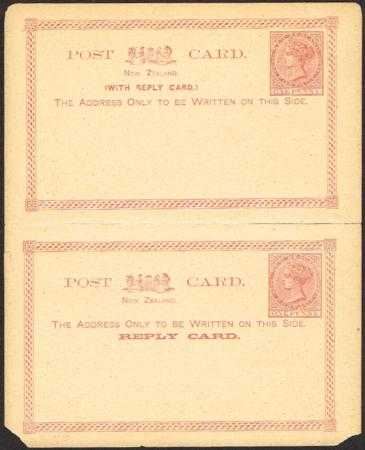 POST CARD.
NEW ZEALAND.
(WITH REPLY CARD.)
THE ADDRESS ONLY TO BE WRITTEN ON THIS SIDE.
ONE PENNY
POST CARD.
NEW ZEALAND.
THE ADDRESS ONLY TO BE WRITTEN ON THIS SIDE.
REPLY CARD.
ONE PENNY